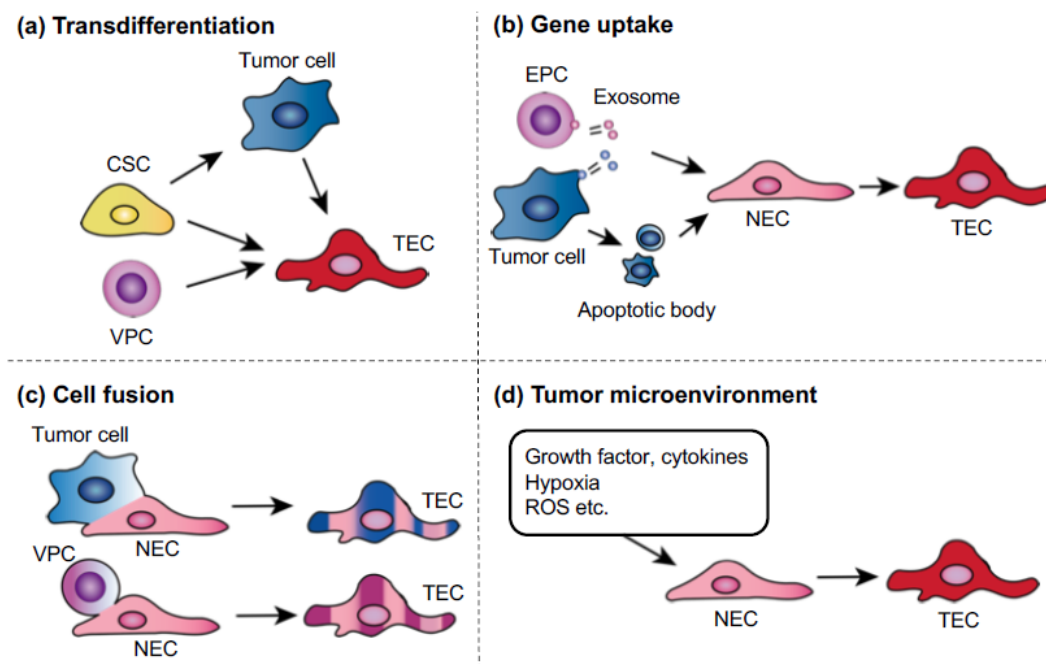 (a) Transdifferentiation
Tumor cell
CSC
TEC
VPC
(b) Gene uptake
EPC
Exosome
NEC
TEC
Tumor cell
Apoptotic body
(c) Cell fusion
Tumor cell
TEC
NEC
VPC
TEC
NEC
(d) Tumor microenvironment
Growth factor, cytokines
Hypoxia
ROS etc.
NEC
TEC